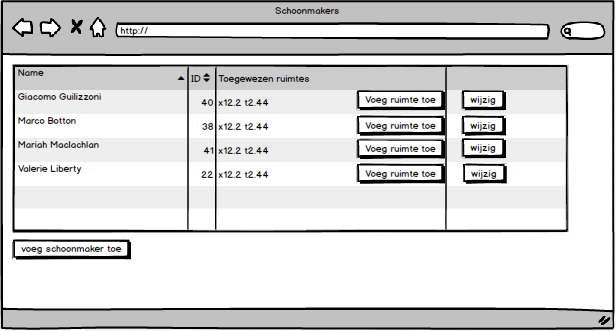 Schoonmakers
http://
Name ID Toegewezen ruimtes
Giacomo Guilizzoni 40 x12.2 t2.44 Voeg ruimte toe wijzig
Marco Botton 38 x12.2 t2.44 Voeg ruimte toe wijzig
Mariah Maclachlan 41 x12.2 t2.44 Voeg ruimte toe wijzig
Valerie Liberty 22 x12.2 t2.44 Voeg ruimte toe wijzig
voeg schoonmaker toe